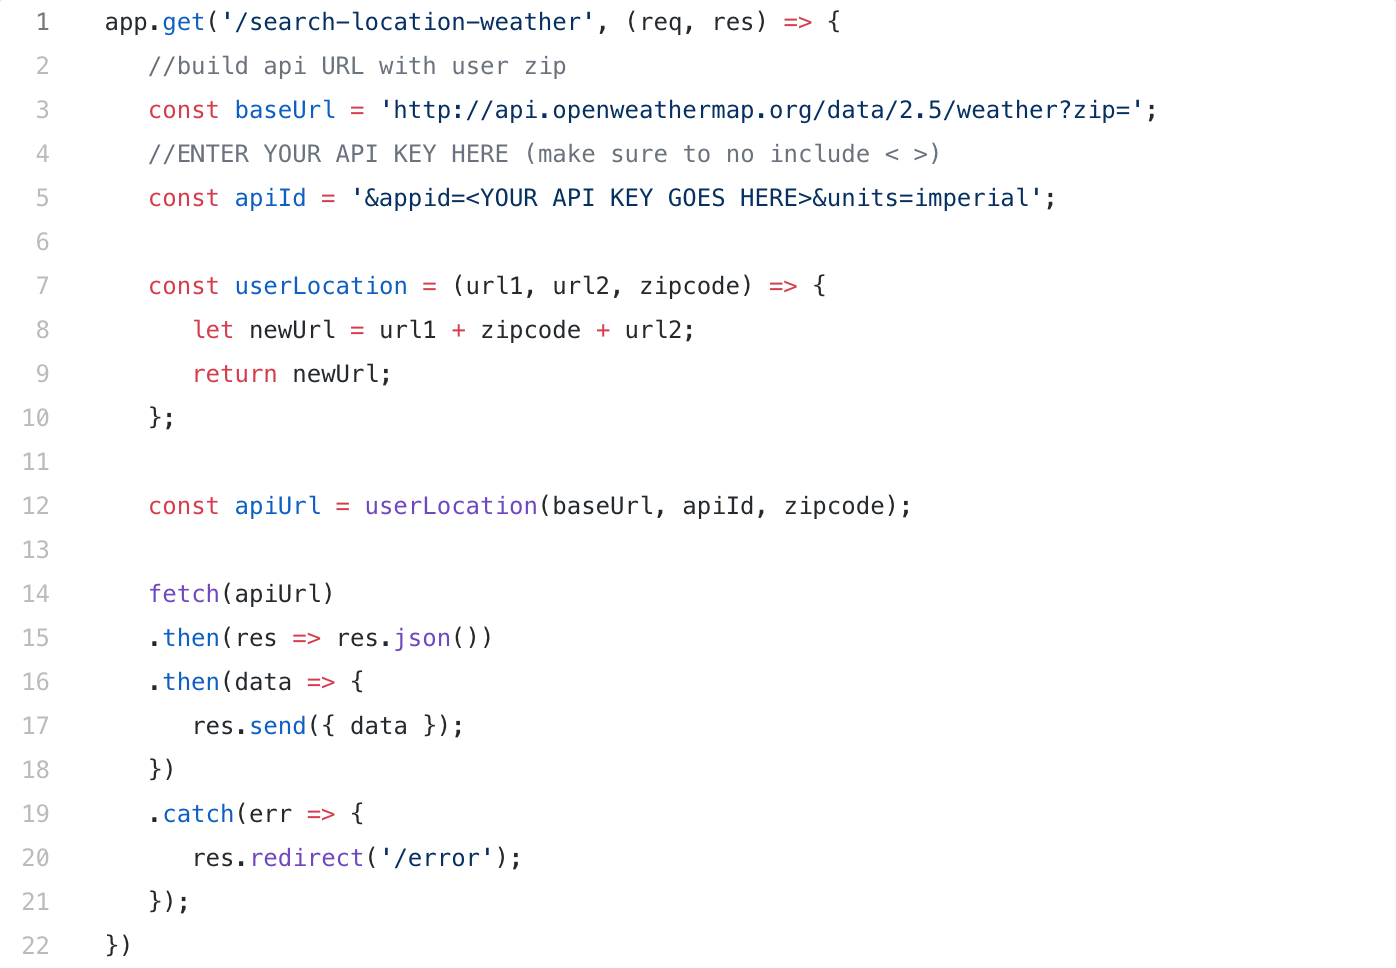 1 app.get('/search-location-weather', (req, res) => {
2 //build api URL with user zip
3 const baseUrl = 'http://api.openweathermap.org/data/2.5/weather?zip=';
4 //ENTER YOUR API KEY HERE (make sure to no include < >)
5 const apiId = '&appid=<YOUR API KEY GOES HERE>&units=imperial';
6
7 const userLocation = (url1, url2, zipcode) => {
8 let newUrl = url1 + zipcode + url2;
9 return newUrl;
10 };
11
12 const apiUrl = userLocation(baseUrl, apiId, zipcode);
13
14 fetch(apiUrl)
15 .then(res => res.json())
16 .then(data => {
17 res.send({ data });
18 })
19 .catch(err => {
20 res.redirect('/error');
21 });
22 })